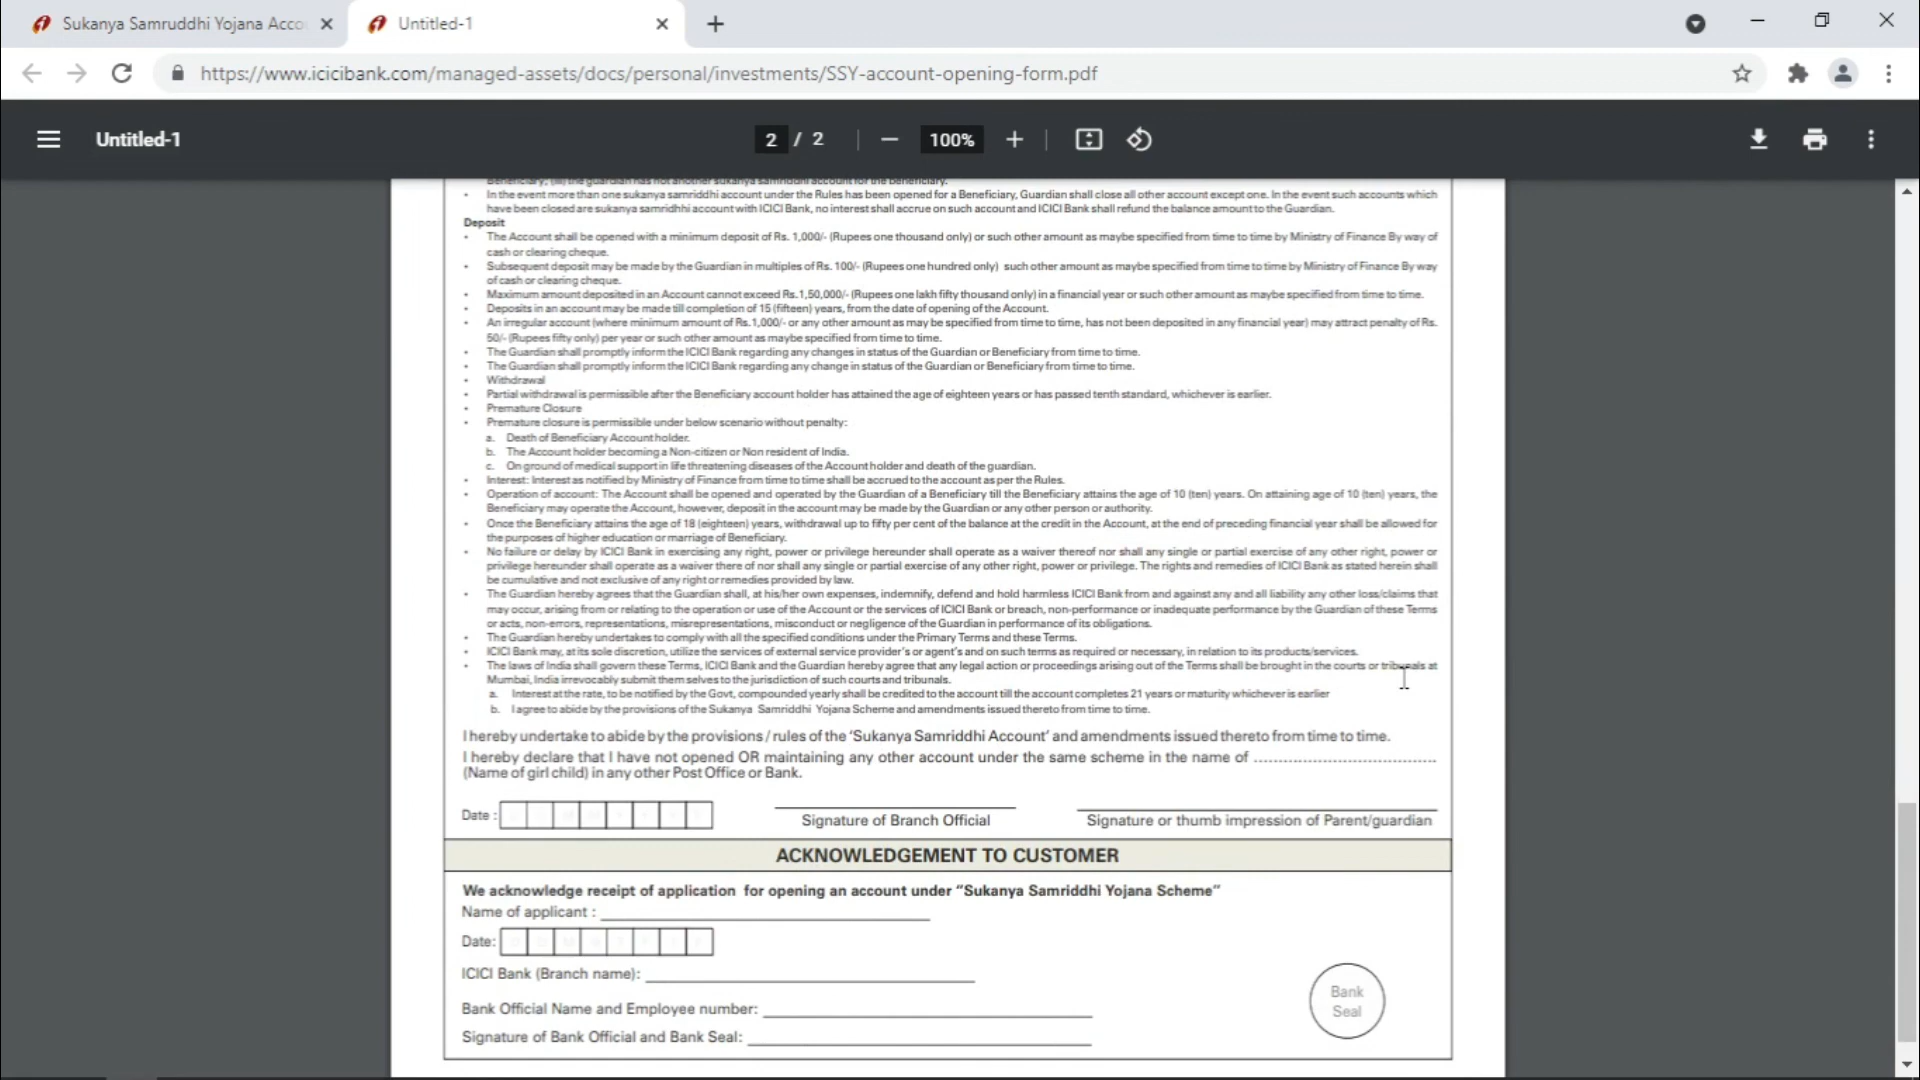 Sukanya Samruddhi Yojana Acco
Untitled-1
https://www.icicibank.com/managed-assets/docs/personal/investments/SSY-account-opening-form.pdf
Untitled-1
2 / 2
100%
Beneficiary; (iii) the guardian has not another sukanya samriddhi account for the beneficiary.
• In the event more than one sukanya samriddhi account under the Rules has been opened for a Beneficiary, Guardian shall close all other account except one. In the event such accounts which
have been closed are sukanya samridhhi account with ICICI Bank, no interest shall accrue on such account and ICICI Bank shall refund the balance amount to the Guardian.
Deposit
• The Account shall be opened with a minimum deposit of Rs. 1,000/- (Rupees one thousand only) or such other amount as maybe specified from time to time by Ministry of Finance By way of
cash or clearing cheque.
• Subsequent deposit may be made by the Guardian in multiples of Rs. 100/- (Rupees one hundred only) such other amount as maybe specified from time to time by Ministry of Finance By way
of cash or clearing cheque.
• Maximum amount deposited in an Account cannot exceed Rs.1,50,000/- (Rupees one lakh fifty thousand only) in a financial year or such other amount as maybe specified from time to time.
• Deposits in an account may be made till completion of 15 (fifteen) years, from the date of opening of the Account.
• An irregular account (where minimum amount of Rs.1,000/- or any other amount as may be specified from time to time, has not been deposited in any financial year) may attract penalty of Rs.
50/- (Rupees fifty only) per year or such other amount as maybe specified from time to time.
• The Guardian shall promptly inform the ICICI Bank regarding any changes in status of the Guardian or Beneficiary from time to time.
• The Guardian shall promptly inform the ICICI Bank regarding any change in status of the Guardian or Beneficiary from time to time.
• Withdrawal
• Partial withdrawal is permissible after the Beneficiary account holder has attained the age of eighteen years or has passed tenth standard, whichever is earlier.
• Premature Closure
• Premature closure is permissible under below scenario without penalty:
a. Death of Beneficiary Account holder.
b. The Account holder becoming a Non-citizen or Non resident of India.
c. On ground of medical support in life threatening diseases of the Account holder and death of the guardian.
• Interest: Interest as notified by Ministry of Finance from time to time shall be accrued to the account as per the Rules.
• Operation of account: The Account shall be opened and operated by the Guardian of a Beneficiary till the Beneficiary attains the age of 10 (ten) years. On attaining age of 10 (ten) years, the
Beneficiary may operate the Account, however, deposit in the account may be made by the Guardian or any other person or authority.
• Once the Beneficiary attains the age of 18 (eighteen) years, withdrawal up to fifty per cent of the balance at the credit in the Account, at the end of preceding financial year shall be allowed for
the purposes of higher education or marriage of Beneficiary.
• No failure or delay by ICICI Bank in exercising any right, power or privilege hereunder shall operate as a waiver thereof nor shall any single or partial exercise of any other right, power or
privilege hereunder shall operate as a waiver there of nor shall any single or partial exercise of any other right, power or privilege. The rights and remedies of ICICI Bank as stated herein shall
be cumulative and not exclusive of any right or remedies provided by law.
• The Guardian hereby agrees that the Guardian shall, at his/her own expenses, indemnify, defend and hold harmless ICICI Bank from and against any and all liability any other loss/claims that
may occur, arising from or relating to the operation or use of the Account or the services of ICICI Bank or breach, non-performance or inadequate performance by the Guardian of these Terms
or acts, non-errors, representations, misrepresentations, misconduct or negligence of the Guardian in performance of its obligations.
• The Guardian hereby undertakes to comply with all the specified conditions under the Primary Terms and these Terms.
• ICICI Bank may, at its sole discretion, utilize the services of external service provider's or agent's and on such terms as required or necessary, in relation to its products/services.
• The laws of India shall govern these Terms, ICICI Bank and the Guardian hereby agree that any legal action or proceedings arising out of the Terms shall be brought in the courts or tribunals at
Mumbai, India irrevocably submit them selves to the jurisdiction of such courts and tribunals.
a. Interest at the rate, to be notified by the Govt, compounded yearly shall be credited to the account till the account completes 21 years or maturity whichever is earlier
b. I agree to abide by the provisions of the Sukanya Samriddhi Yojana Scheme and amendments issued thereto from time to time.
I hereby undertake to abide by the provisions / rules of the 'Sukanya Samriddhi Account' and amendments issued thereto from time to time.
I hereby declare that I have not opened OR maintaining any other account under the same scheme in the name of ......................................
(Name of girl child) in any other Post Office or Bank.
Date :
Signature of Branch Official
Signature or thumb impression of Parent/guardian
ACKNOWLEDGEMENT TO CUSTOMER
We acknowledge receipt of application for opening an account under "Sukanya Samriddhi Yojana Scheme"
Name of applicant :
Date:
ICICI Bank (Branch name):
Bank Official Name and Employee number:
Signature of Bank Official and Bank Seal:
Bank
Seal